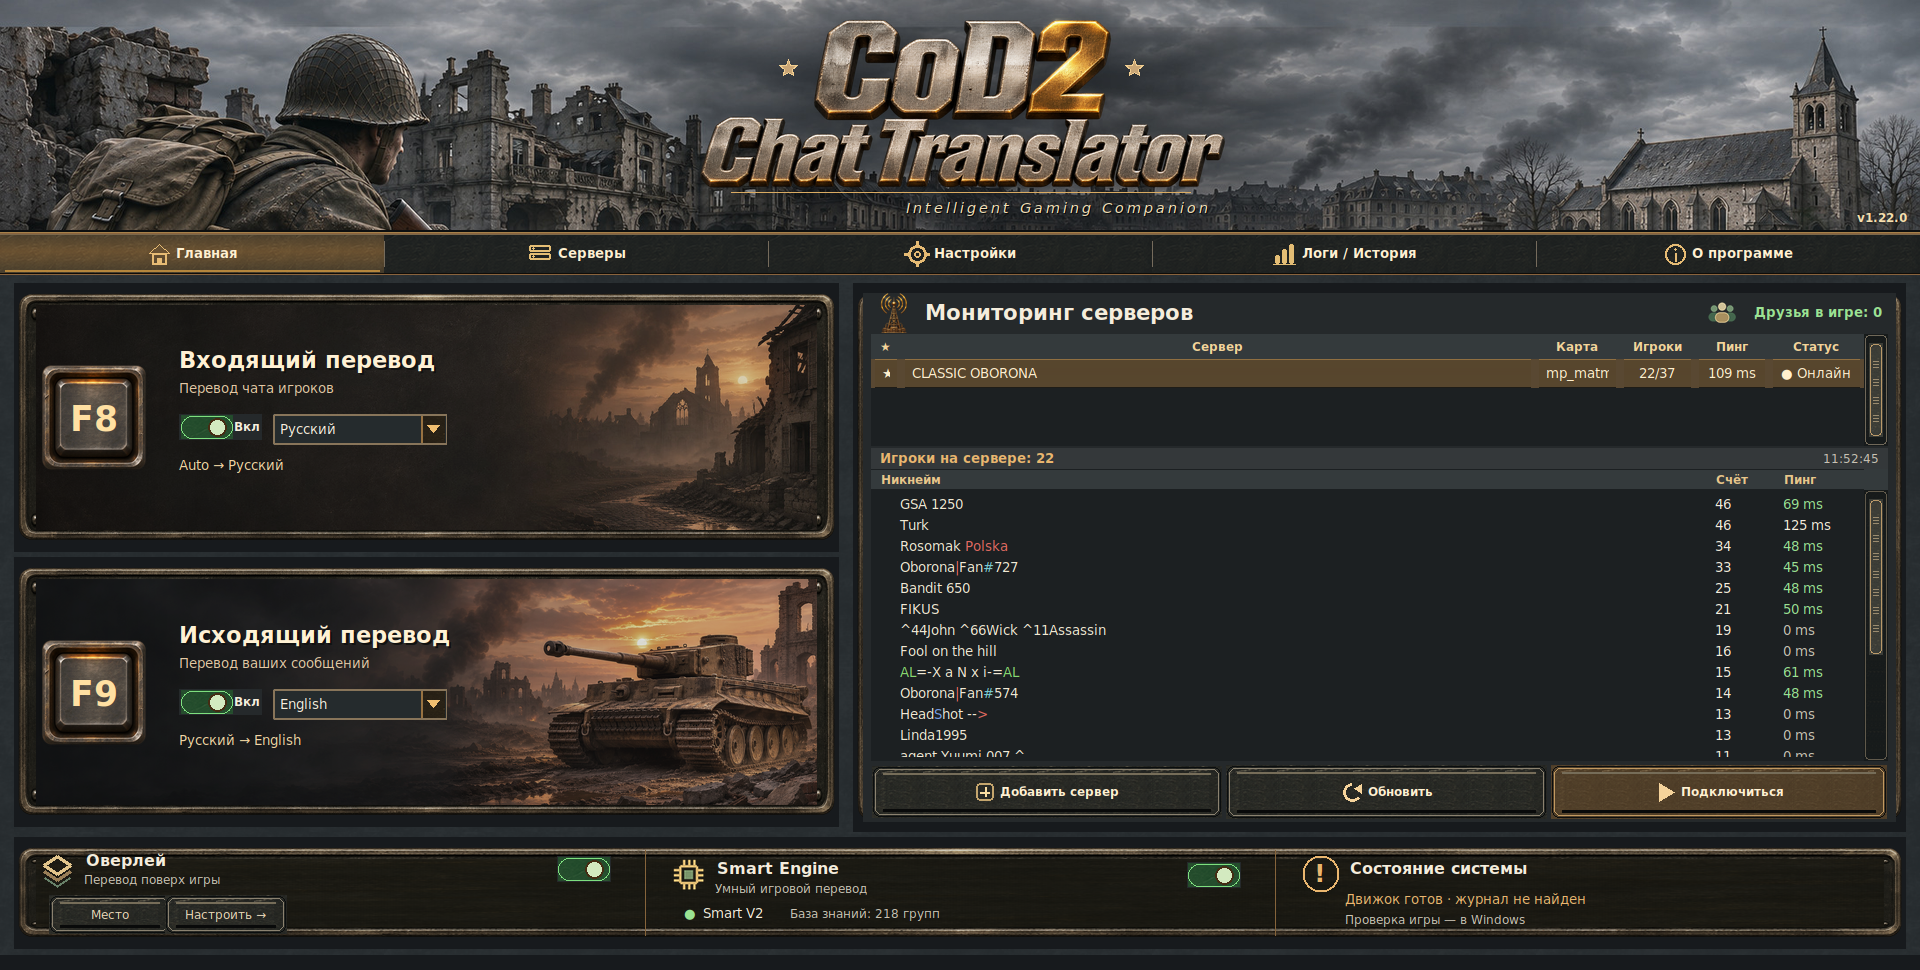 CoD2
Chat Translator
Intelligent Gaming Companion
v1.22.0
Главная
Серверы
Настройки
Логи / История
О программе
F8
Входящий перевод
Перевод чата игроков
Вкл
Русский
Auto → Русский
F9
Исходящий перевод
Перевод ваших сообщений
Вкл
English
Русский → English
Мониторинг серверов
Друзья в игре: 0
★ Сервер Карта Игроки Пинг Статус
★ CLASSIC OBORONA mp_matm 22/37 109 ms ● Онлайн
Игроки на сервере: 22
11:52:45
Никнейм Счёт Пинг
GSA 1250 46 69 ms
Turk 46 125 ms
Rosomak Polska 34 48 ms
Oborona|Fan#727 33 45 ms
Bandit 650 25 48 ms
FIKUS 21 50 ms
^44John ^66Wick ^11Assassin 19 0 ms
Fool on the hill 16 0 ms
AL=-X a N x i-=AL 15 61 ms
Oborona|Fan#574 14 48 ms
HeadShot --> 13 0 ms
Linda1995 13 0 ms
agent Yuumi 007 ^ 11 0 ms
Добавить сервер
Обновить
Подключиться
Оверлей
Перевод поверх игры
Место
Настроить →
Smart Engine
Умный игровой перевод
● Smart V2 База знаний: 218 групп
!
Состояние системы
Движок готов · журнал не найден
Проверка игры — в Windows